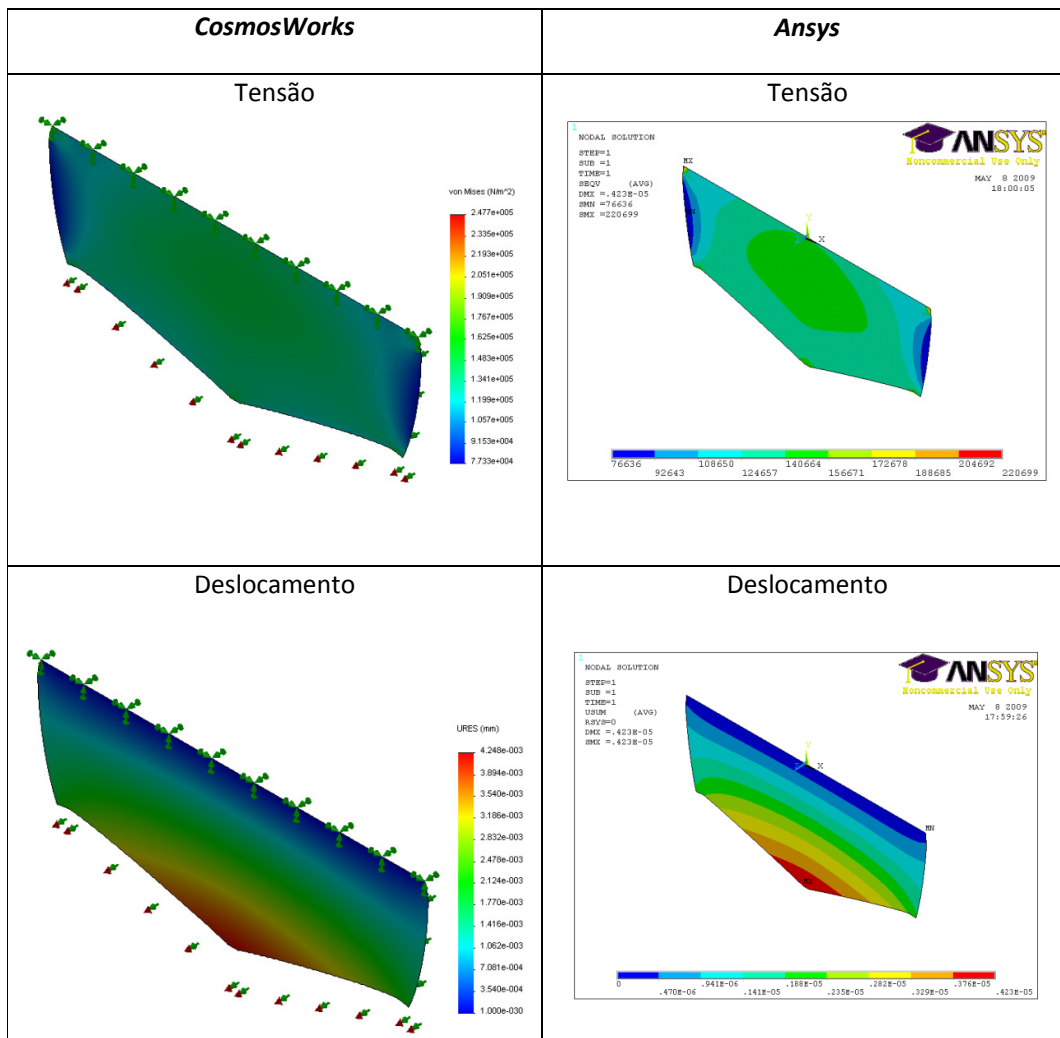 CosmosWorks
Ansys
Tensão
von Mises (N/m^2)
2.477e+005
2.335e+005
2.193e+005
2.051e+005
1.909e+005
1.767e+005
1.625e+005
1.483e+005
1.341e+005
1.199e+005
1.057e+005
9.153e+004
7.733e+004
Tensão
1
NODAL SOLUTION
STEP=1
SUB =1
TIME=1
SEQV (AVG)
DMX =.423E-05
SMN =76636
SMX =220699
ANSYS
Noncommercial Use Only
MAY 8 2009
18:00:05
MX
MN
Y
X
76636
92643
108650
124657
140664
156671
172678
188685
204692
220699
Deslocamento
URES (mm)
4.248e-003
3.894e-003
3.540e-003
3.186e-003
2.832e-003
2.478e-003
2.124e-003
1.770e-003
1.416e-003
1.062e-003
7.081e-004
3.540e-004
1.000e-030
Deslocamento
1
NODAL SOLUTION
STEP=1
SUB =1
TIME=1
USUM (AVG)
RSYS=0
DMX =.423E-05
SMX =.423E-05
ANSYS
Noncommercial Use Only
MAY 8 2009
17:59:26
Y
X
MN
MX
0
.470E-06
.941E-06
.141E-05
.188E-05
.235E-05
.282E-05
.329E-05
.376E-05
.423E-05